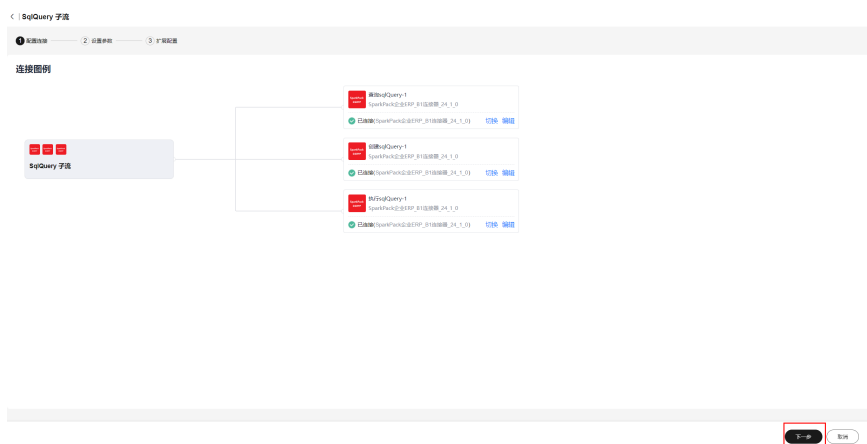 SqlQuery 子流
1 配置连接 2 设置参数 3 扩展配置
连接图例
SqlQuery 子流
查询sqlQuery-1
SparkPack企业ERP_B1连接器_24_1_0
已连接(SparkPack企业ERP_B1连接器_24_1_0) 切换 编辑
创建sqlQuery-1
SparkPack企业ERP_B1连接器_24_1_0
已连接(SparkPack企业ERP_B1连接器_24_1_0) 切换 编辑
执行sqlQuery-1
SparkPack企业ERP_B1连接器_24_1_0
已连接(SparkPack企业ERP_B1连接器_24_1_0) 切换 编辑
下一步 取消